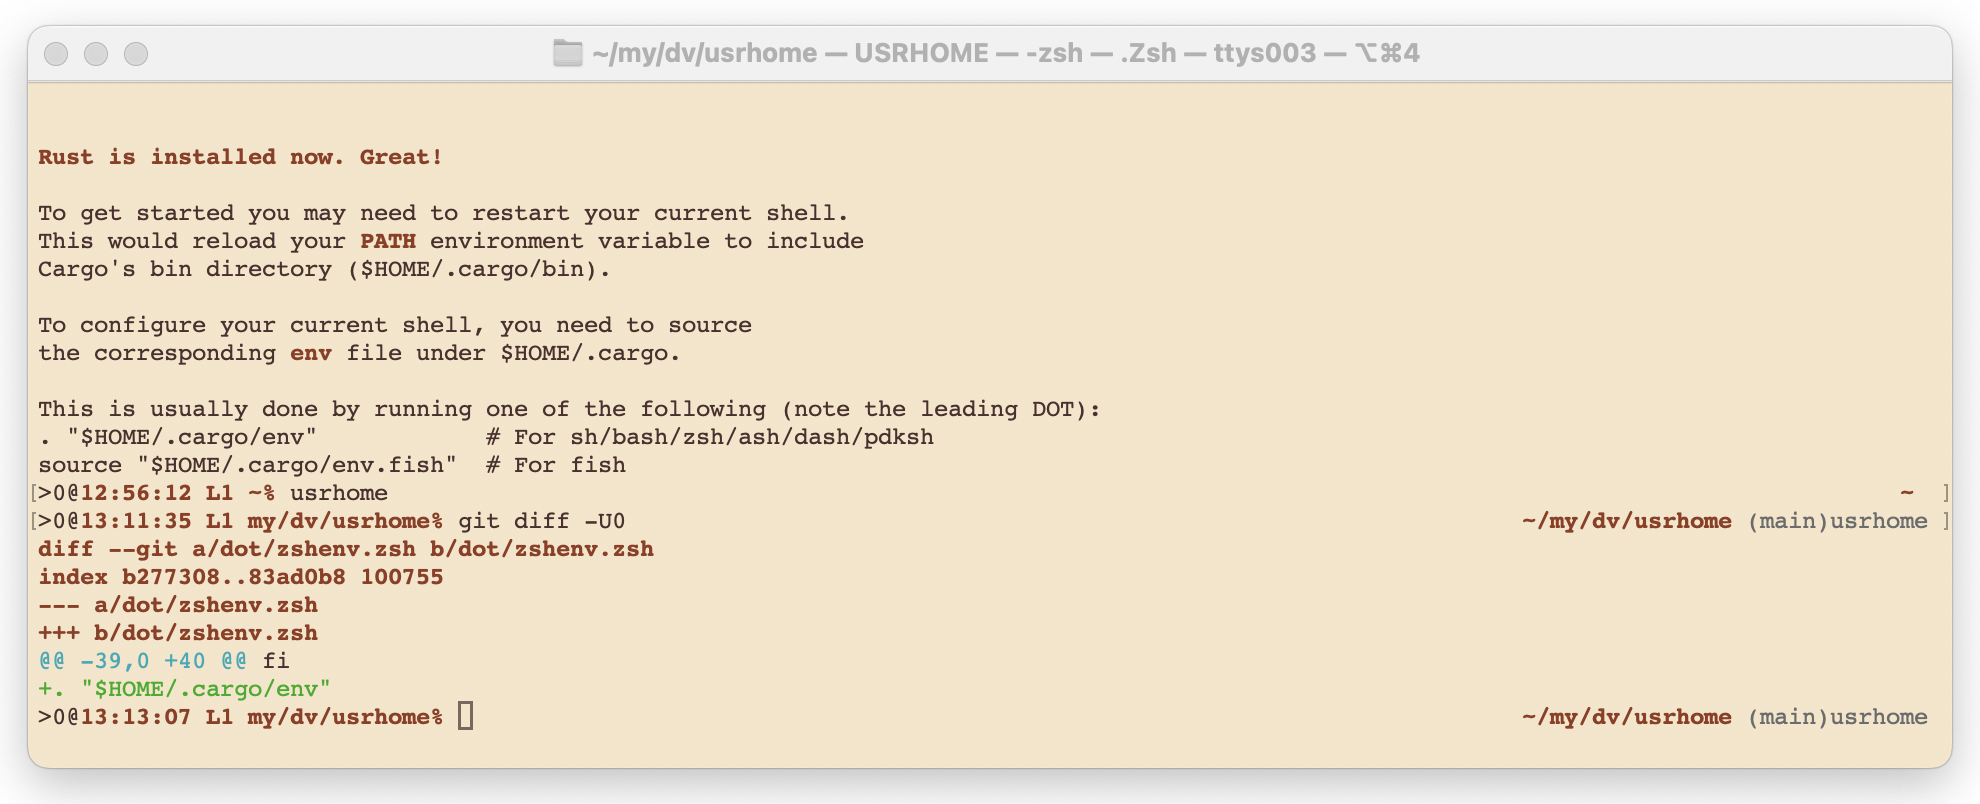 ~/my/dv/usrhome — USRHOME — -zsh — .Zsh — ttys003 — ⌥⌘4
Rust is installed now. Great!
To get started you may need to restart your current shell.
This would reload your PATH environment variable to include
Cargo's bin directory ($HOME/.cargo/bin).
To configure your current shell, you need to source
the corresponding env file under $HOME/.cargo.
This is usually done by running one of the following (note the leading DOT):
. "$HOME/.cargo/env"            # For sh/bash/zsh/ash/dash/pdksh
source "$HOME/.cargo/env.fish"  # For fish
[>0@12:56:12 L1 ~% usrhome ~ ]
[>0@13:11:35 L1 my/dv/usrhome% git diff -U0 ~/my/dv/usrhome (main)usrhome ]
diff --git a/dot/zshenv.zsh b/dot/zshenv.zsh
index b277308..83ad0b8 100755
--- a/dot/zshenv.zsh
+++ b/dot/zshenv.zsh
@@ -39,0 +40 @@ fi
+. "$HOME/.cargo/env"
>0@13:13:07 L1 my/dv/usrhome% ~/my/dv/usrhome (main)usrhome